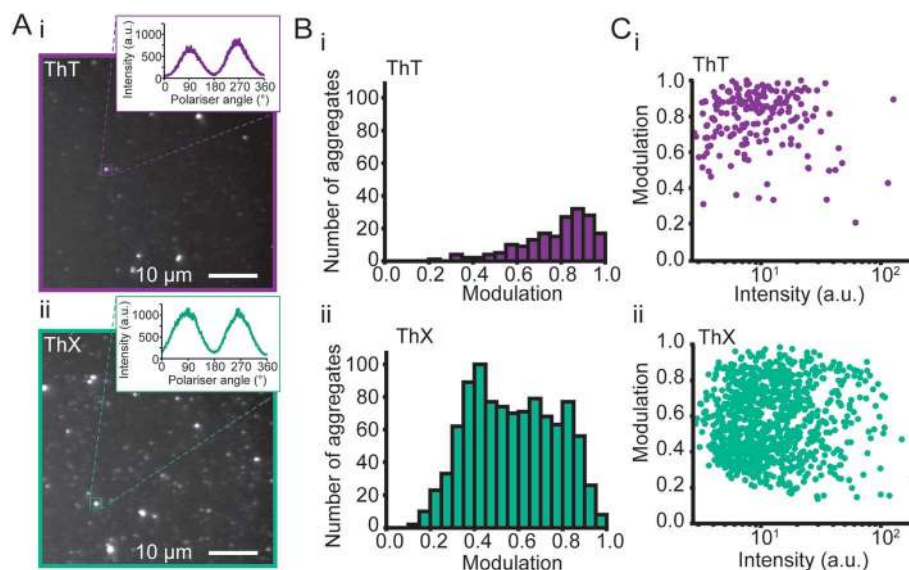 A
i
ThT
Intensity (a.u.)
1000
500
0
0 90 180 270 360
Polariser angle (°)
10 µm
ii
ThX
Intensity (a.u.)
1000
500
0
0 90 180 270 360
Polariser angle (°)
10 µm
B
i
ThT
Number of aggregates
100
80
60
40
20
0
0.0 0.2 0.4 0.6 0.8 1.0
Modulation
ii
ThX
Number of aggregates
100
80
60
40
20
0
0.0 0.2 0.4 0.6 0.8 1.0
Modulation
C
i
ThT
Modulation
1.0
0.8
0.6
0.4
0.2
0
10¹ 10²
Intensity (a.u.)
ii
ThX
Modulation
1.0
0.8
0.6
0.4
0.2
0
10¹ 10²
Intensity (a.u.)